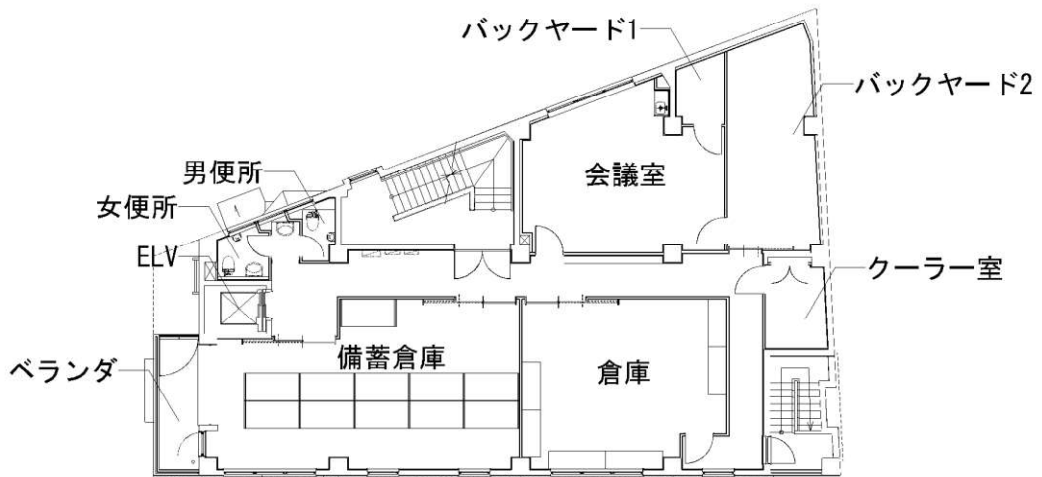 バックヤード1
バックヤード2
男便所
会議室
女便所
ELV
クーラー室
備蓄倉庫
倉庫
ベランダ